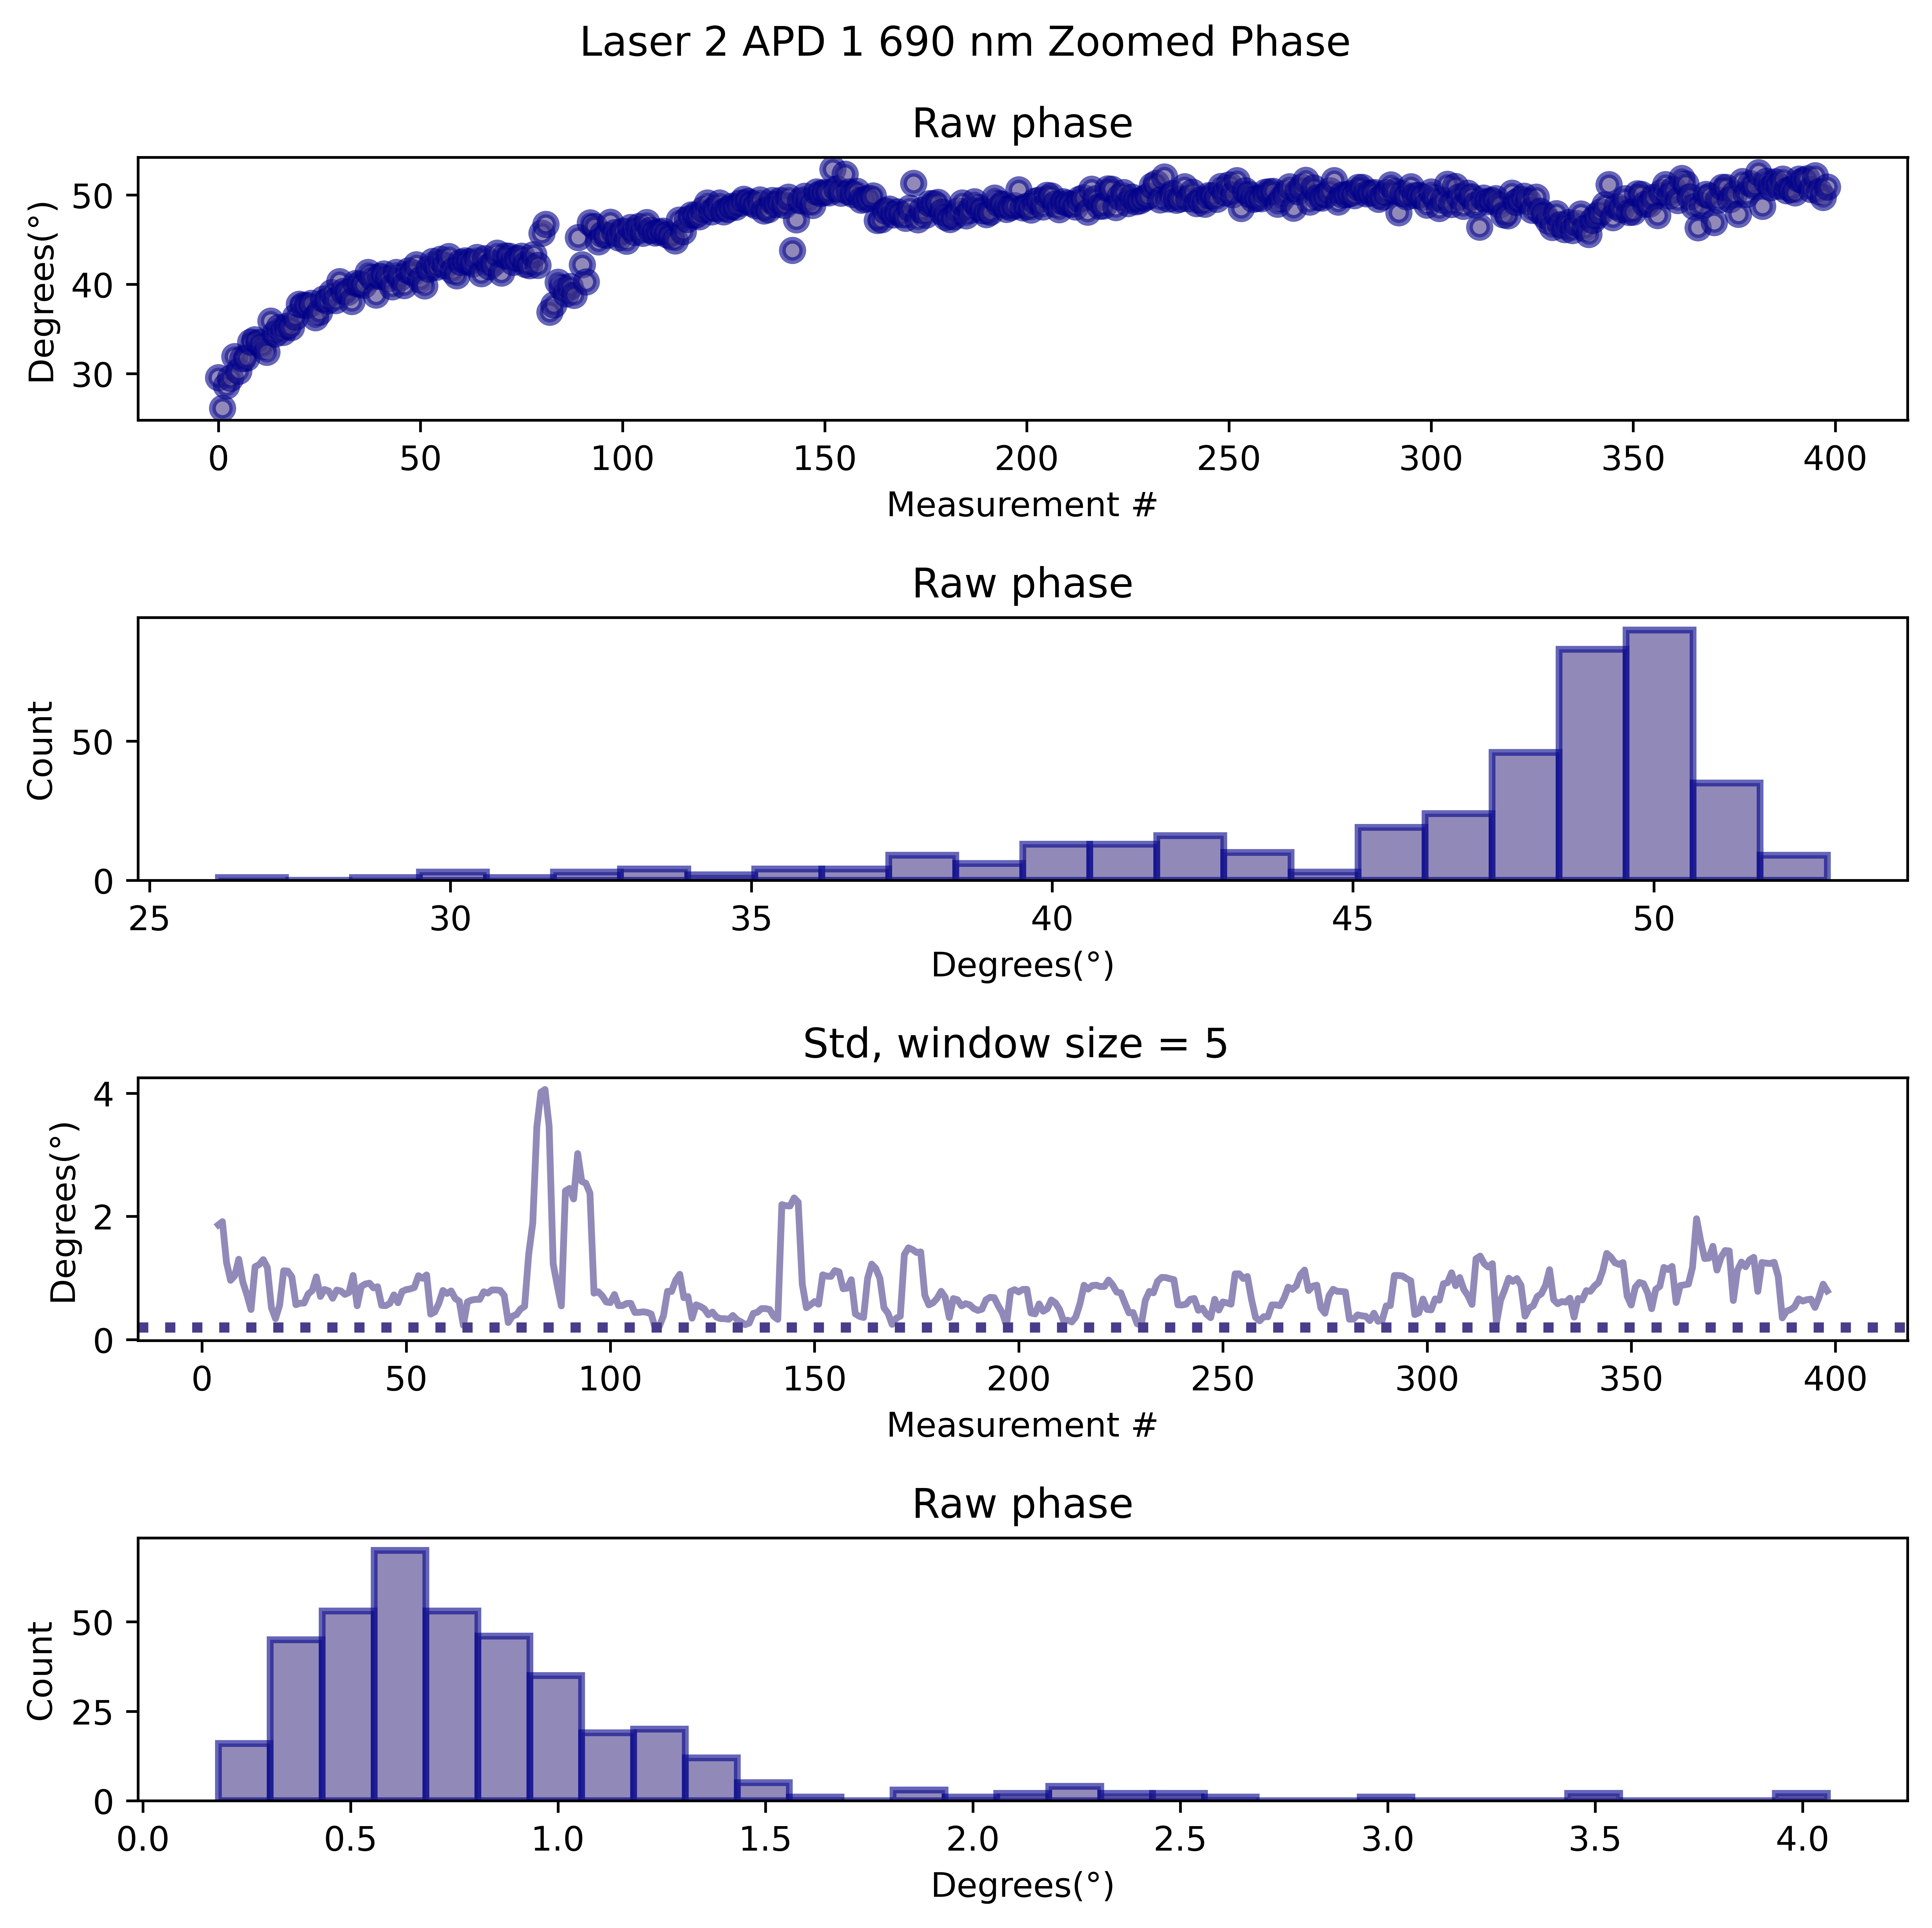 Laser 2 APD 1 690 nm Zoomed Phase
Raw phase
Degrees(°)
50
40
30
0 50 100 150 200 250 300 350 400
Measurement #
Raw phase
Count
50
0
25 30 35 40 45 50
Degrees(°)
Std, window size = 5
Degrees(°)
4
2
0
0 50 100 150 200 250 300 350 400
Measurement #
Raw phase
Count
50
25
0
0.0 0.5 1.0 1.5 2.0 2.5 3.0 3.5 4.0
Degrees(°)